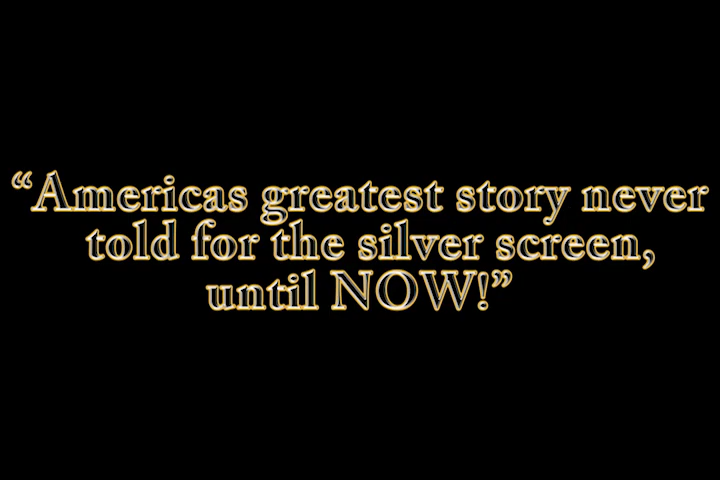 “Americas greatest story never
told for the silver screen,
until NOW!”